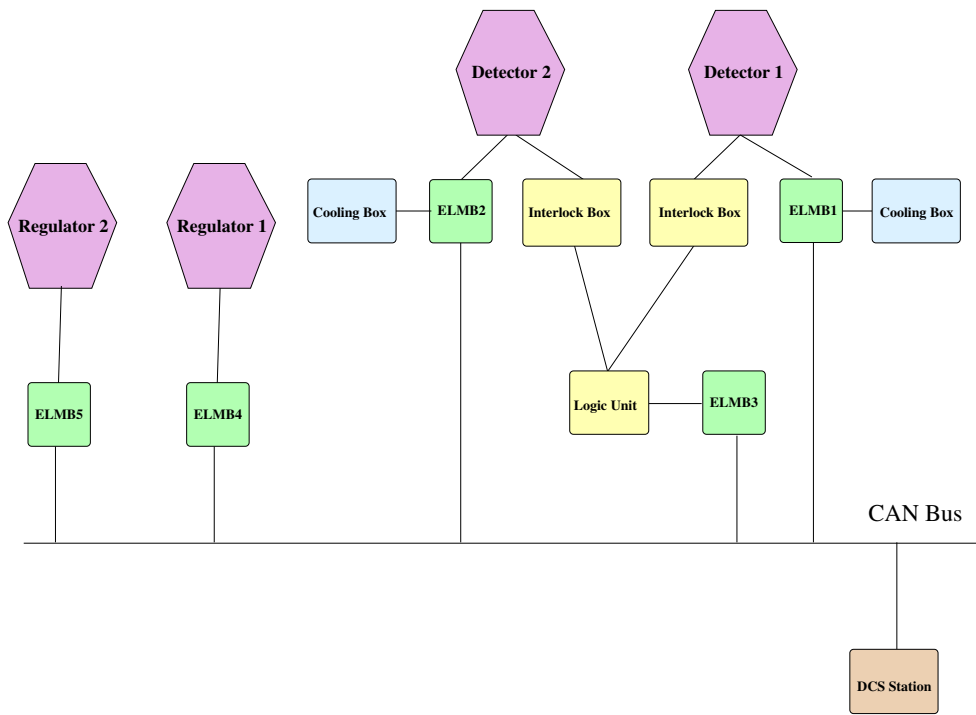 Detector 2
Detector 1
Cooling Box
ELMB2
Interlock Box
Interlock Box
ELMB1
Cooling Box
Regulator 2
Regulator 1
ELMB5
ELMB4
Logic Unit
ELMB3
CAN Bus
DCS Station